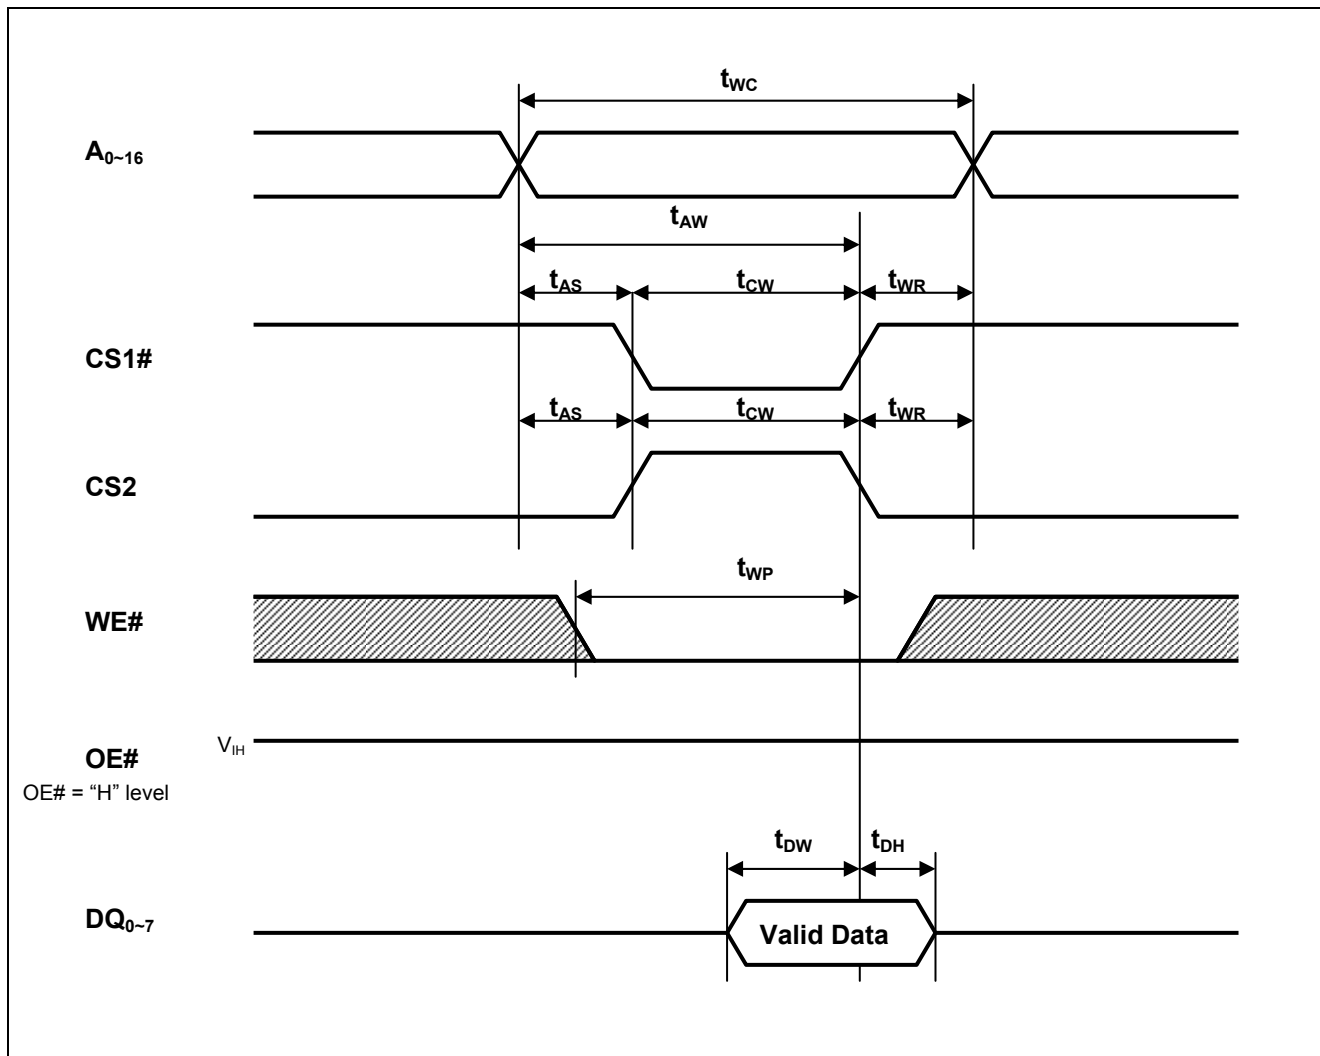 tWC
A0~16
tAW
tAS tCW tWR
CS1#
tAS tCW tWR
CS2
tWP
WE#
VIH
OE#
OE# = “H” level
tDW tDH
DQ0~7
Valid Data